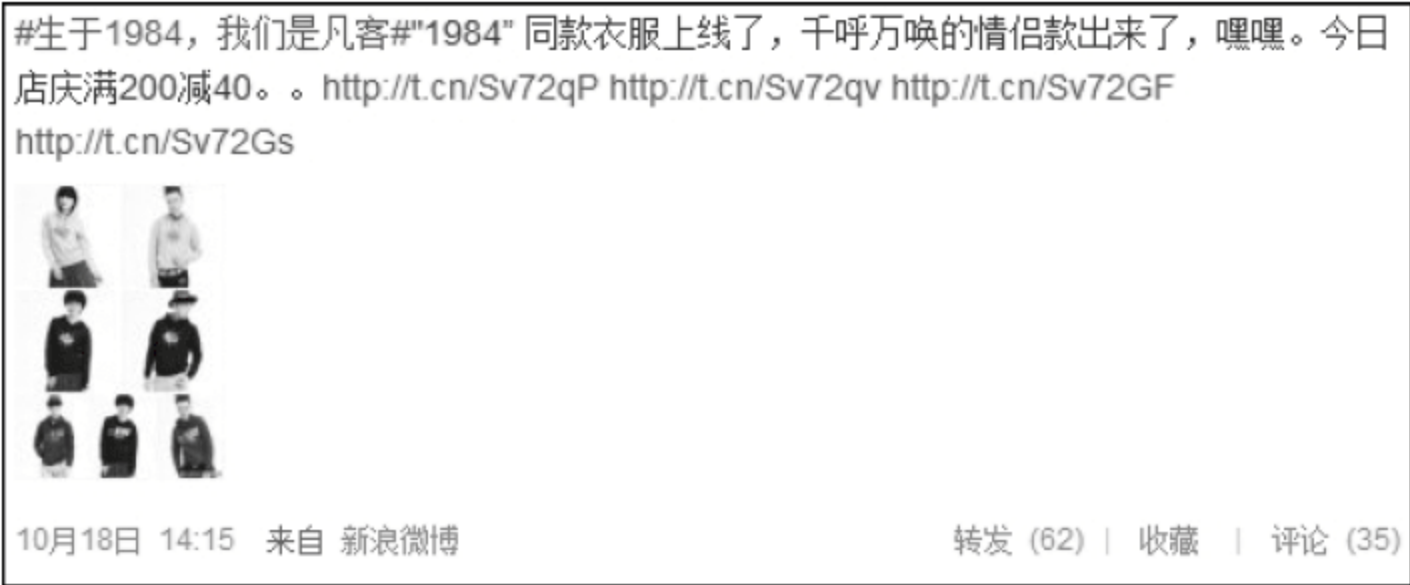 #生于1984，我们是凡客#"1984” 同款衣服上线了，千呼万唤的情侣款出来了，嘿嘿。今日
店庆满200减40。。http://t.cn/Sv72qP http://t.cn/Sv72qv http://t.cn/Sv72GF
http://t.cn/Sv72Gs
10月18日 14:15 来自 新浪微博 转发 (62) | 收藏 | 评论 (35)